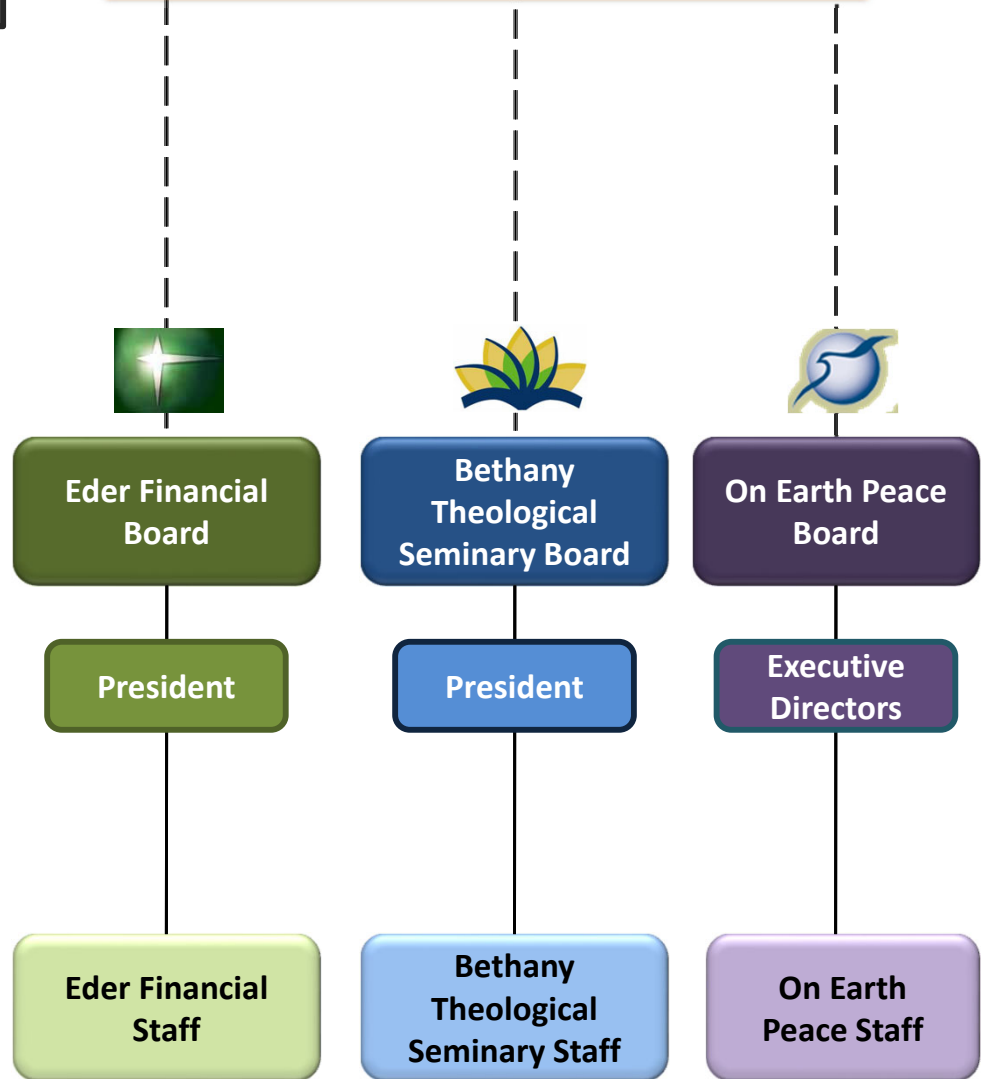 Eder Financial
Board
Bethany
Theological
Seminary Board
On Earth Peace
Board
President
President
Executive
Directors
Eder Financial
Staff
Bethany
Theological
Seminary Staff
On Earth
Peace Staff